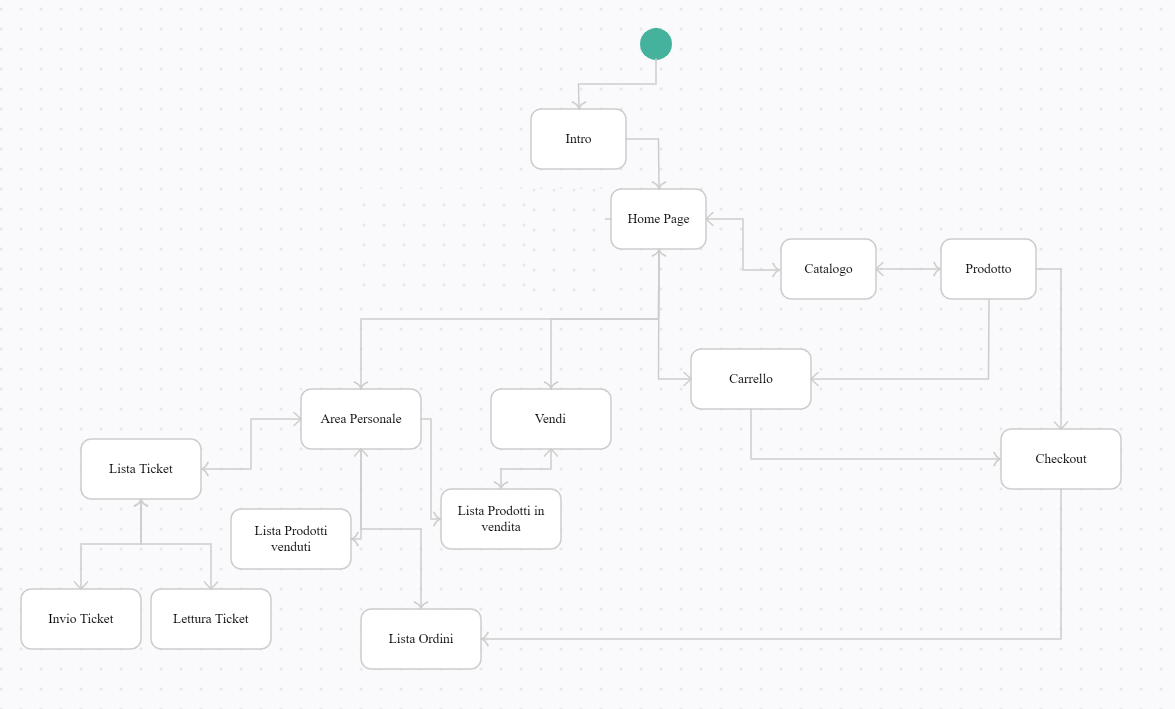 Intro
Home Page
Catalogo
Prodotto
Carrello
Area Personale
Vendi
Lista Ticket
Checkout
Lista Prodotti in
vendita
Lista Prodotti
venduti
Invio Ticket
Lettura Ticket
Lista Ordini